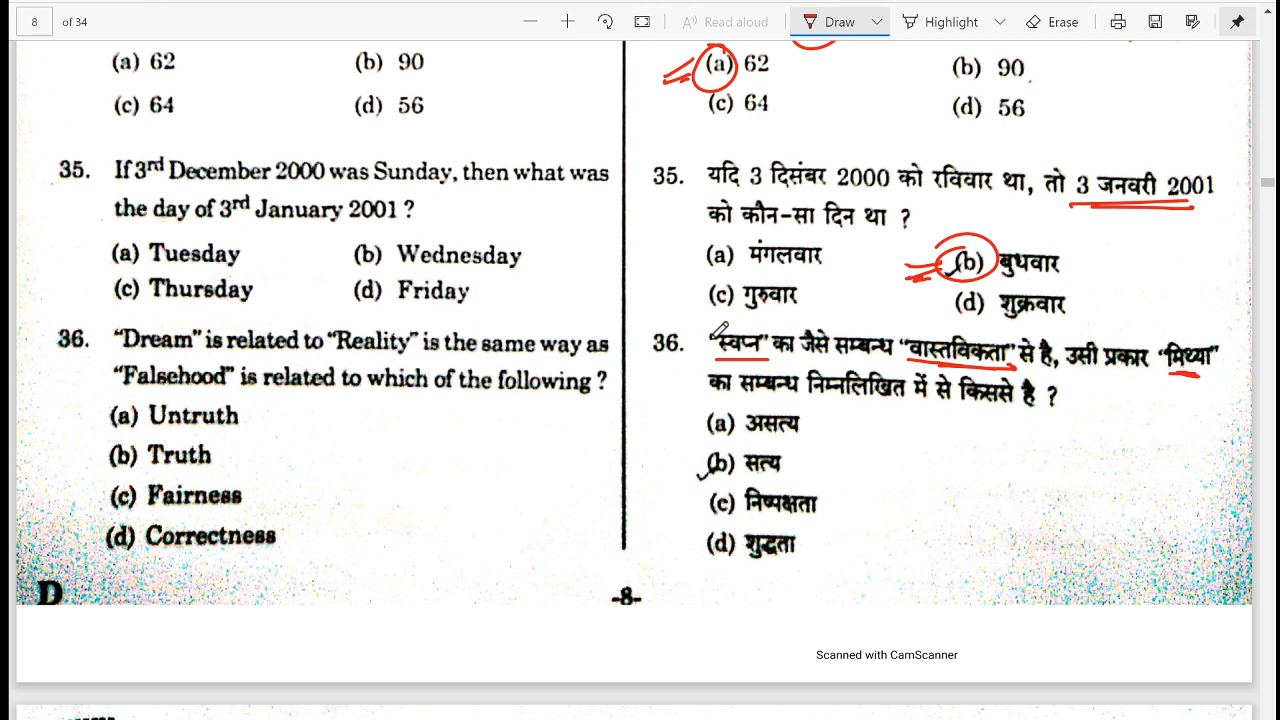 8 of 34
Read aloud
Draw
Highlight
Erase
(a) 62 (b) 90
(c) 64 (d) 56
35. If 3rd December 2000 was Sunday, then what was
the day of 3rd January 2001 ?
(a) Tuesday (b) Wednesday
(c) Thursday (d) Friday
36. “Dream” is related to “Reality” is the same way as
“Falsehood” is related to which of the following ?
(a) Untruth
(b) Truth
(c) Fairness
(d) Correctness
D
(a) 62 (b) 90
(c) 64 (d) 56
35. यदि 3 दिसंबर 2000 को रविवार था, तो 3 जनवरी 2001
को कौन-सा दिन था ?
(a) मंगलवार (b) बुधवार
(c) गुरुवार (d) शुक्रवार
36. “स्वप्न” का जैसे सम्बन्ध “वास्तविकता” से है, उसी प्रकार “मिथ्या”
का सम्बन्ध निम्नलिखित में से किससे है ?
(a) असत्य
(b) सत्य
(c) निष्पक्षता
(d) शुद्धता
-8-
Scanned with CamScanner